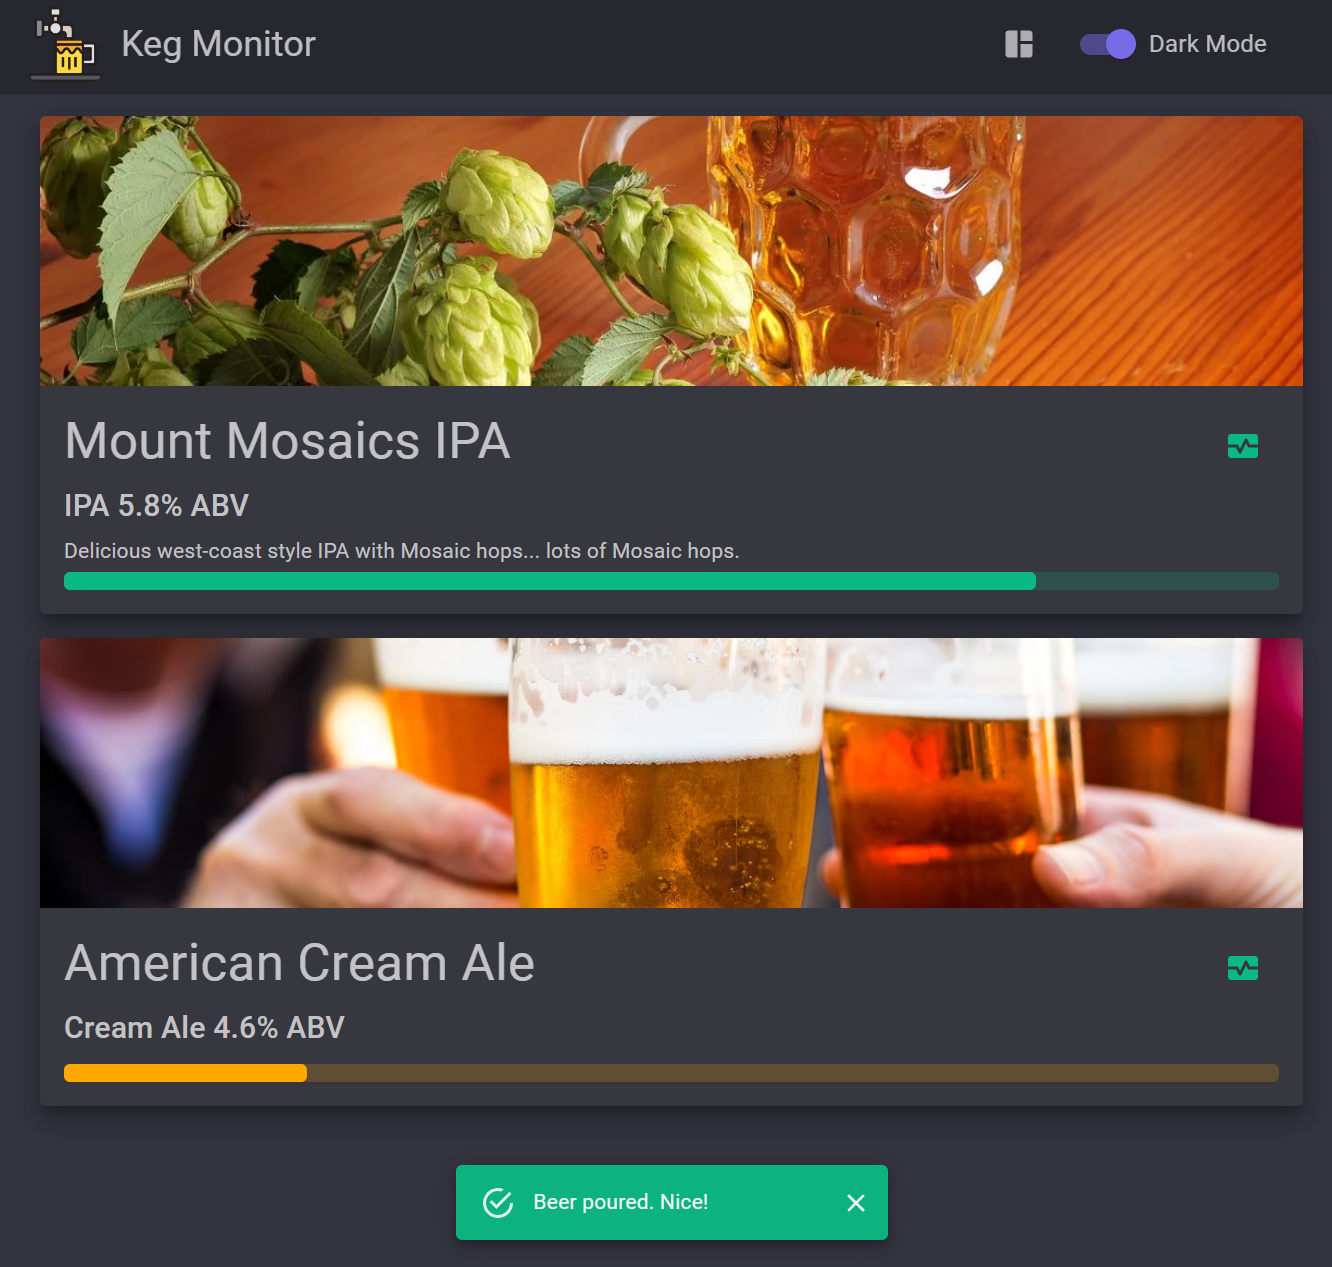 Keg Monitor
Dark Mode
Mount Mosaics IPA
IPA 5.8% ABV
Delicious west-coast style IPA with Mosaic hops... lots of Mosaic hops.
American Cream Ale
Cream Ale 4.6% ABV
Beer poured. Nice!